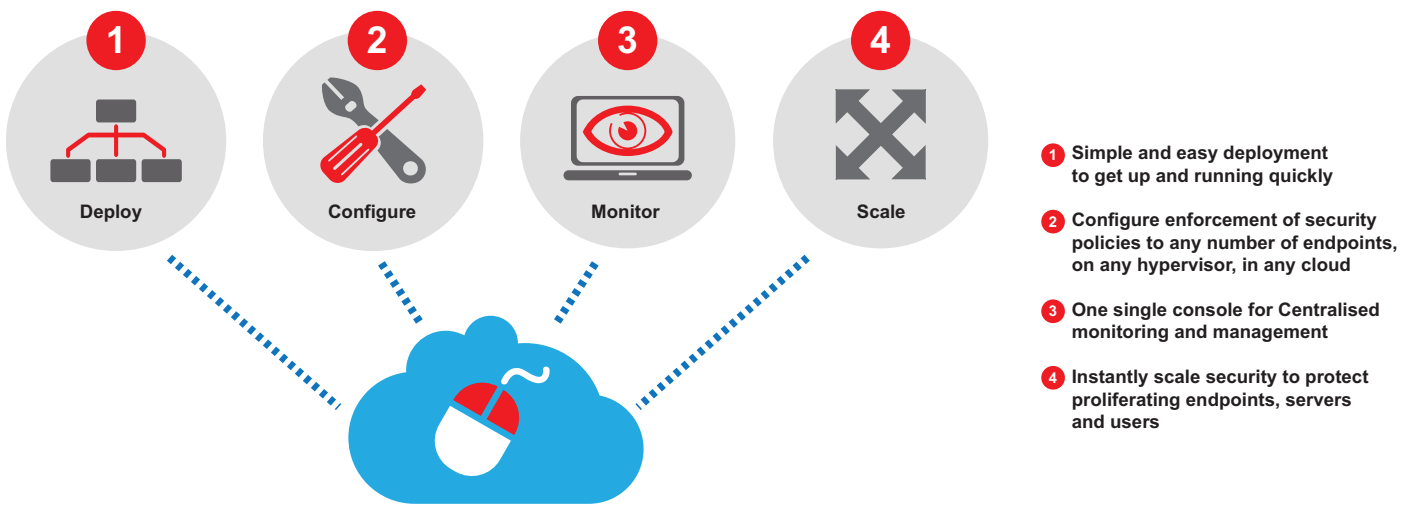 1
2
3
4
Deploy
Configure
Monitor
Scale
1 Simple and easy deployment
to get up and running quickly
2 Configure enforcement of security
policies to any number of endpoints,
on any hypervisor, in any cloud
3 One single console for Centralised
monitoring and management
4 Instantly scale security to protect
proliferating endpoints, servers
and users